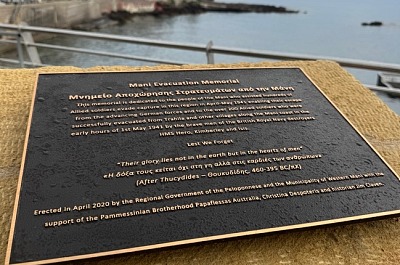 Mani Evacuation Memorial
Μνημείο Αποχώρησης Στρατευμάτων από την Μάνη
This memorial is dedicated to the people of the Mani who assisted hundreds of
Allied soldiers evade capture in this region in April-May 1941 enabling their escape
from the advancing German forces and to the over 300 Allied soldiers who were
successfully evacuated from Trahila and other villages along the Mani coast in the
early hours of 1st May 1941 by the brave men of the British Royal Navy destroyers
HMS Hero, Kimberley and Isis.
Lest We Forget
"Their glory lies not in the earth but in the hearts of men"
«Η δόξα τους κείται όχι στη γη αλλά στις καρδιές των ανθρώπων»
(After Thucydides – Θουκυδίδης, 460-395 BC/πΧ)
Erected in April 2020 by the Regional Government of the Peloponnese and the Municipality of Western Mani with the
support of the Pammessinian Brotherhood Papaflessas Australia, Christina Despoteris and historian Jim Claven.